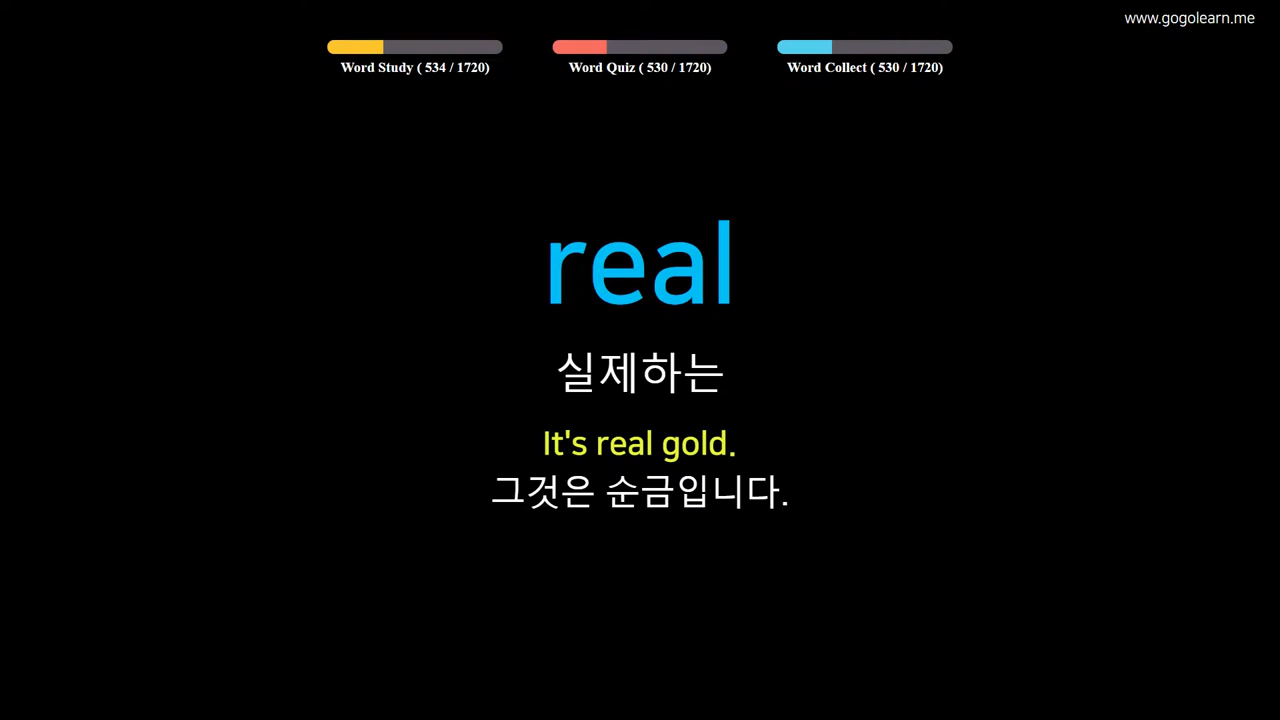 www.gogolearn.me
Word Study ( 534 / 1720) Word Quiz ( 530 / 1720) Word Collect ( 530 / 1720)
real
실제하는
It's real gold.
그것은 순금입니다.